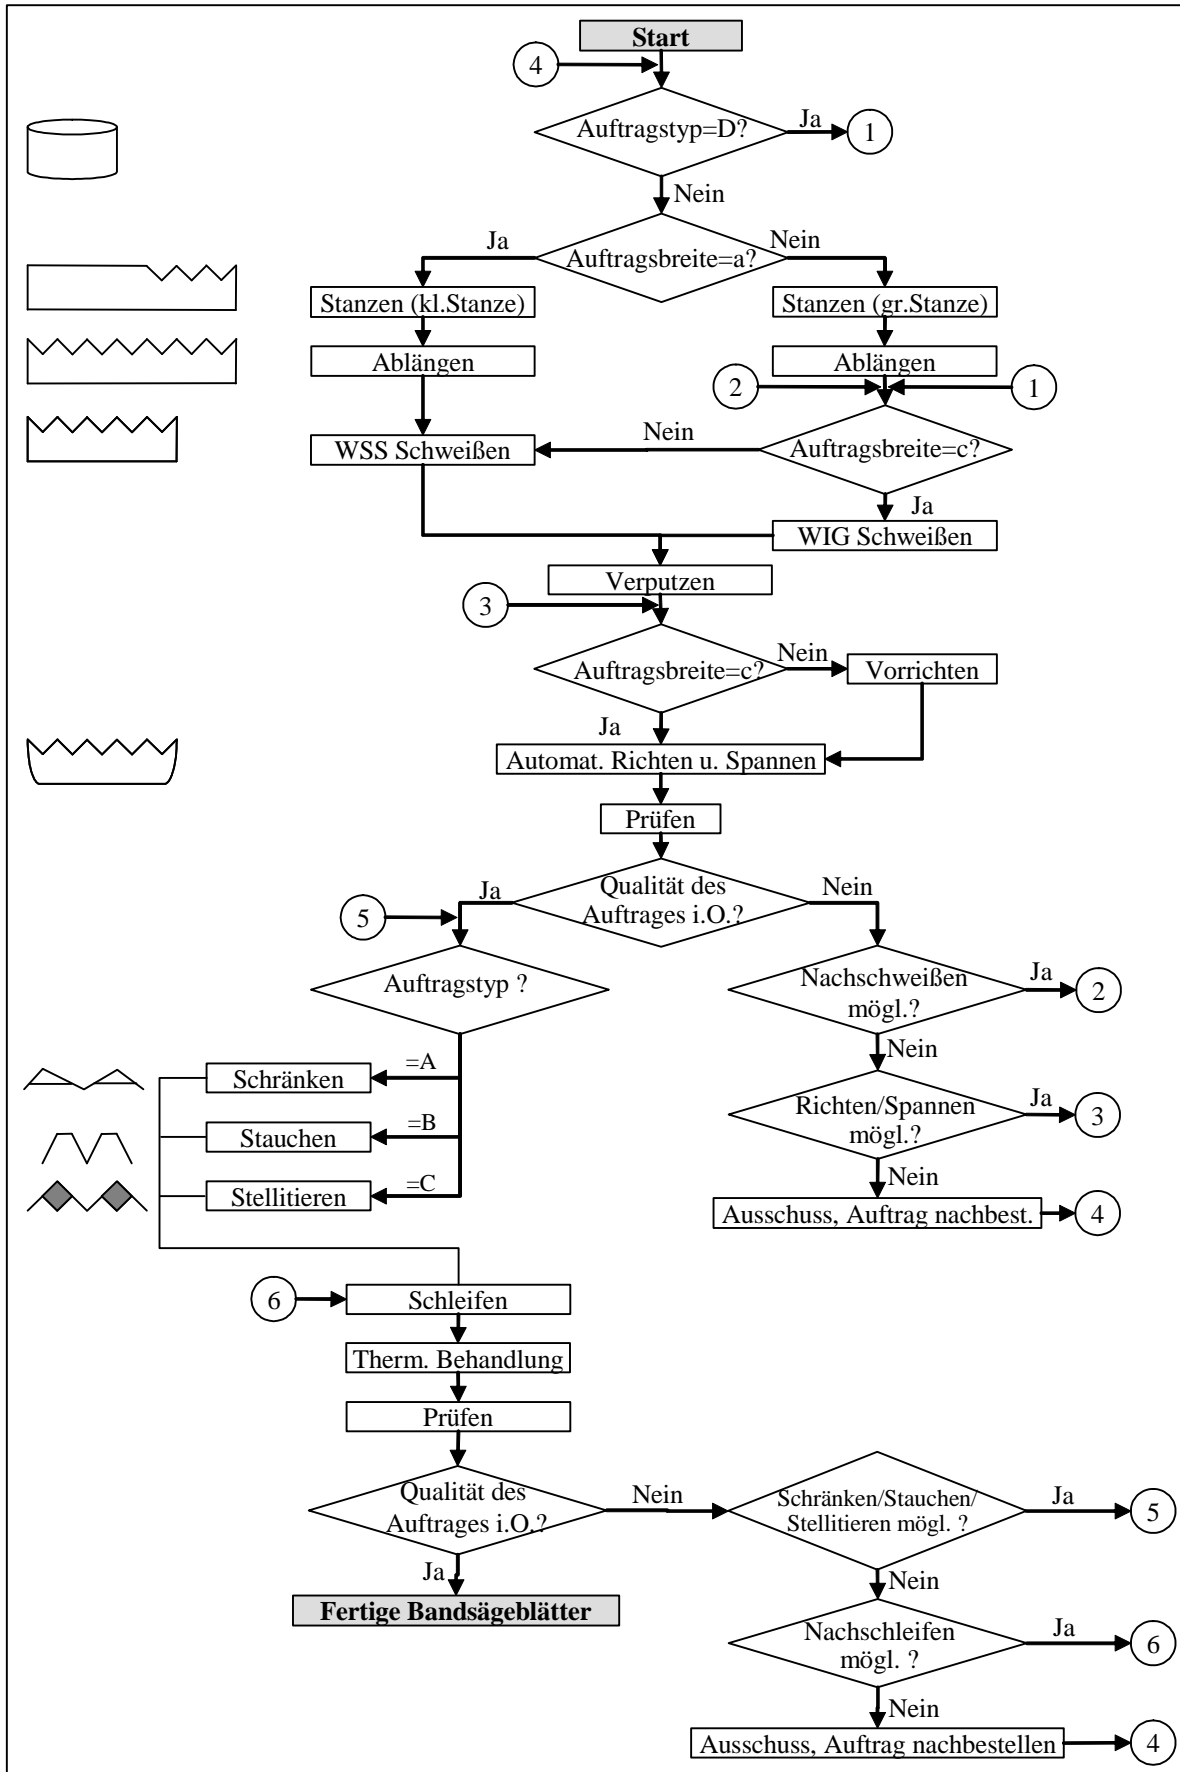 Start
4
Auftragstyp=D?
Ja
1
Nein
Ja
Auftragsbreite=a?
Nein
Stanzen (kl.Stanze)
Stanzen (gr.Stanze)
Ablängen
Ablängen
2
1
WSS Schweißen
Nein
Auftragsbreite=c?
Ja
WIG Schweißen
Verputzen
3
Auftragsbreite=c?
Nein
Vorrichten
Ja
Automat. Richten u. Spannen
Prüfen
Ja
Qualität des
Auftrages i.O.?
Nein
5
Auftragstyp ?
Nachschweißen
mögl.?
Ja
2
Nein
Schränken
=A
Richten/Spannen
mögl.?
Ja
3
Stauchen
=B
Nein
Stellitieren
=C
Ausschuss, Auftrag nachbest.
4
6
Schleifen
Therm. Behandlung
Prüfen
Qualität des
Auftrages i.O.?
Nein
Schränken/Stauchen/
Stellitieren mögl. ?
Ja
5
Ja
Nein
Fertige Bandsägeblätter
Nachschleifen
mögl. ?
Ja
6
Nein
Ausschuss, Auftrag nachbestellen
4